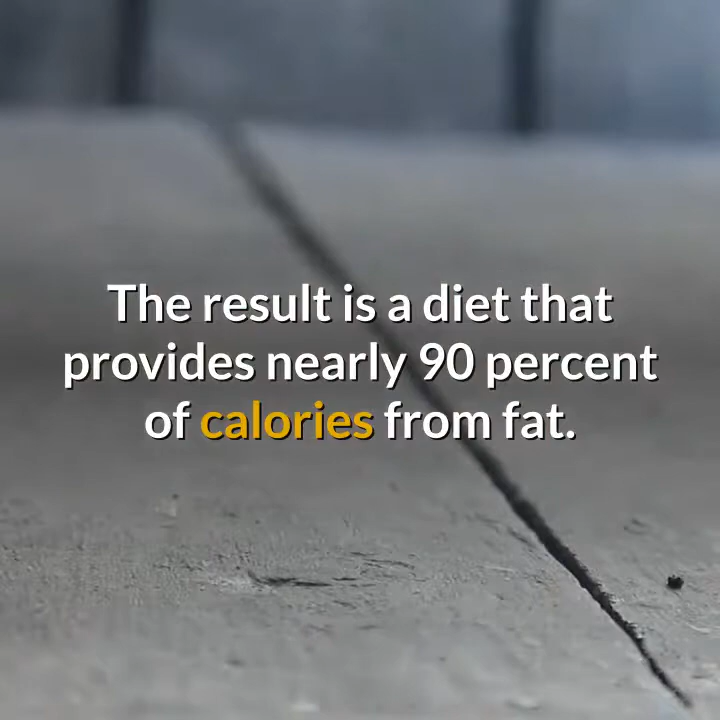 The result is a diet that
provides nearly 90 percent
of calories from fat.